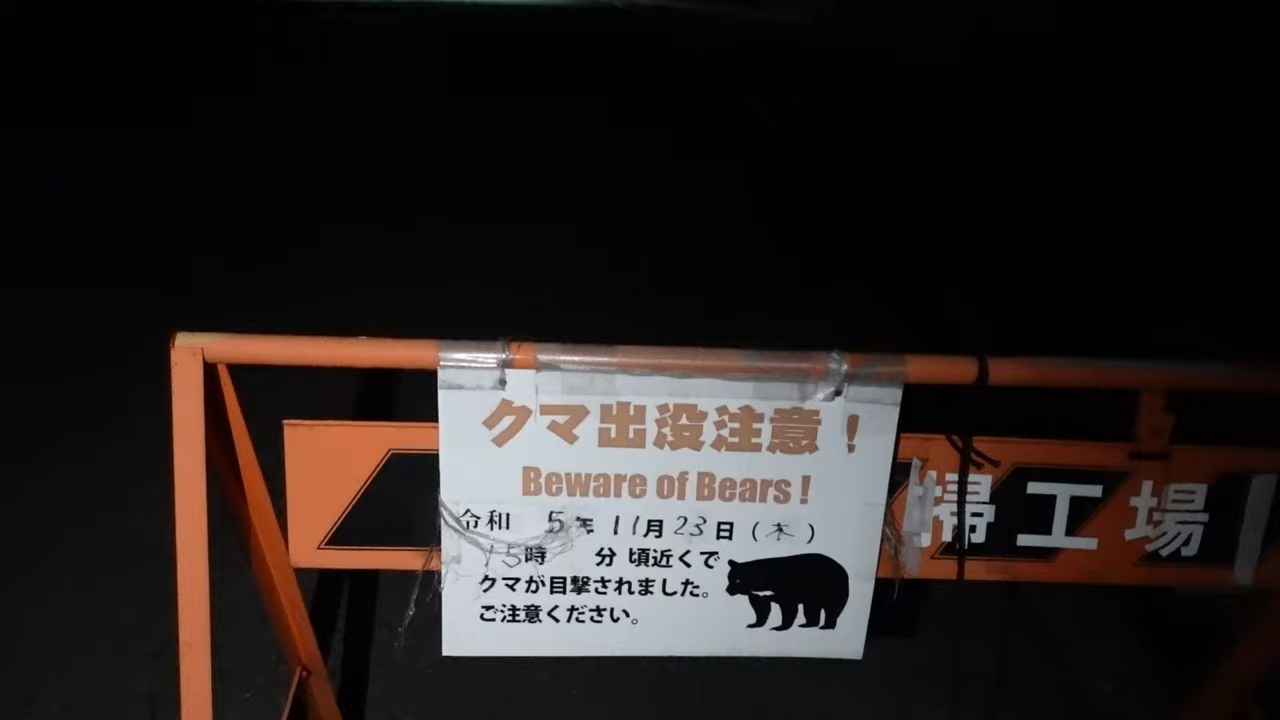 クマ出没注意！
Beware of Bears !
令和 5年 11月 23日（木）
15時 分 頃近くで
クマが目撃されました。
ご注意ください。
掃工場